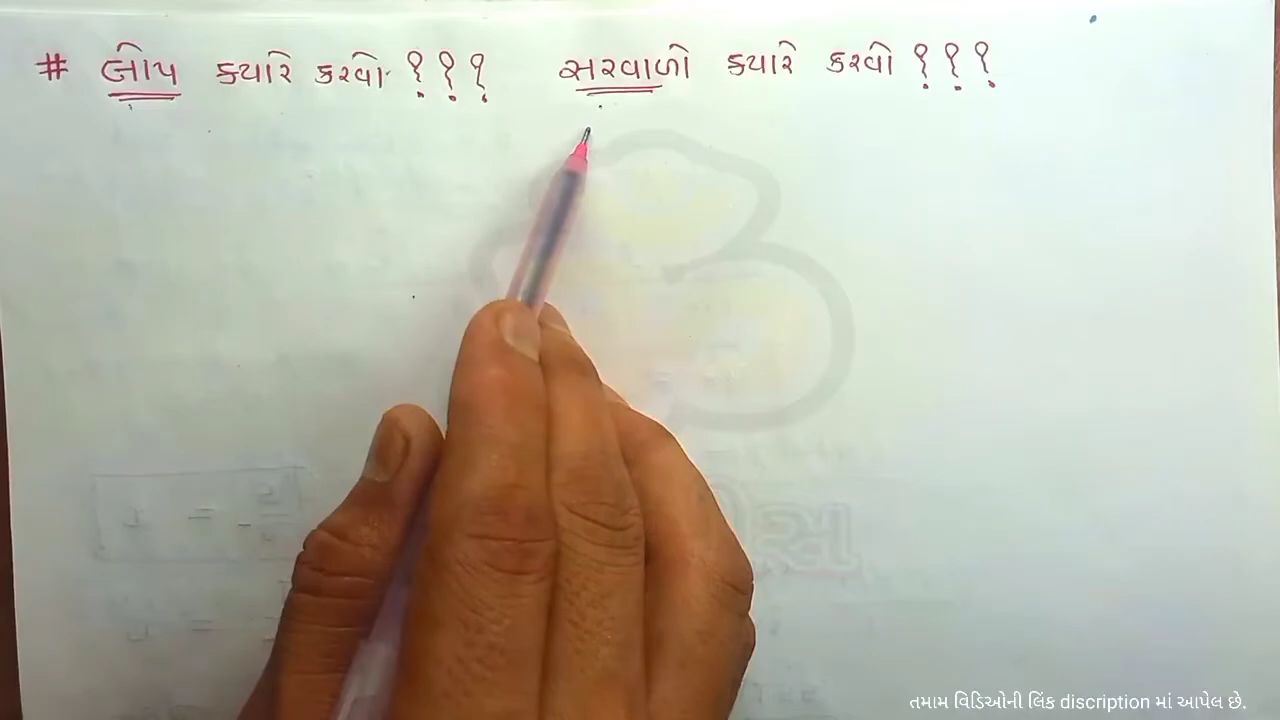 # લોપ ક્યારે કરવો ??? સરવાળો ક્યારે કરવો ???
તમામ વિડિઓની લિંક discription માં આપેલ છે.